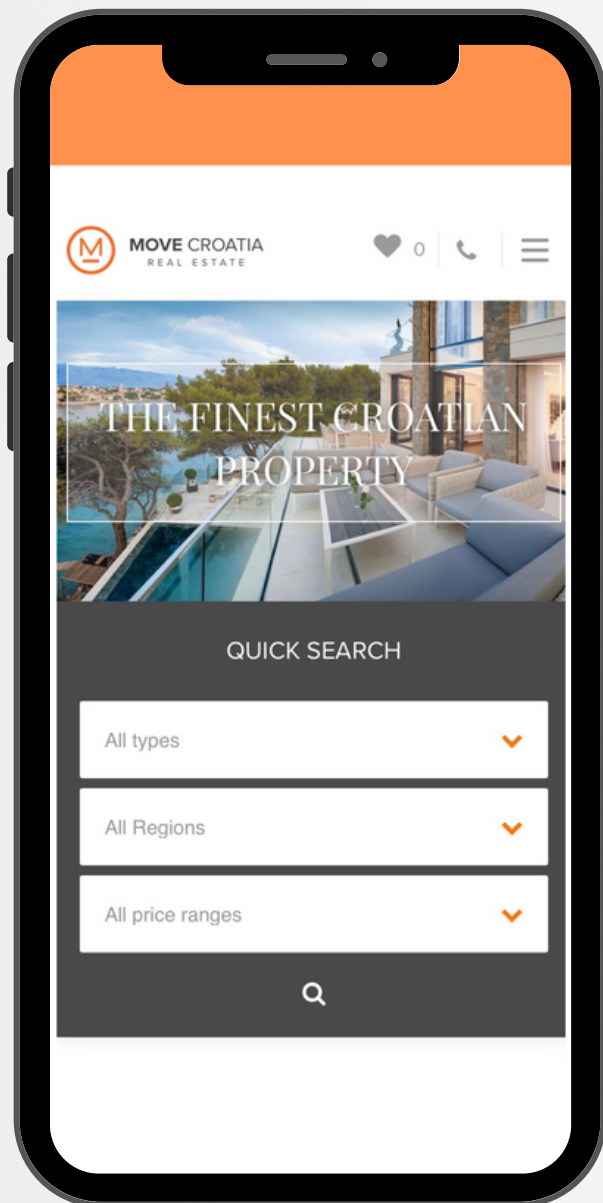 M
MOVE CROATIA
REAL ESTATE
0
THE FINEST CROATIAN
PROPERTY
QUICK SEARCH
All types
All Regions
All price ranges